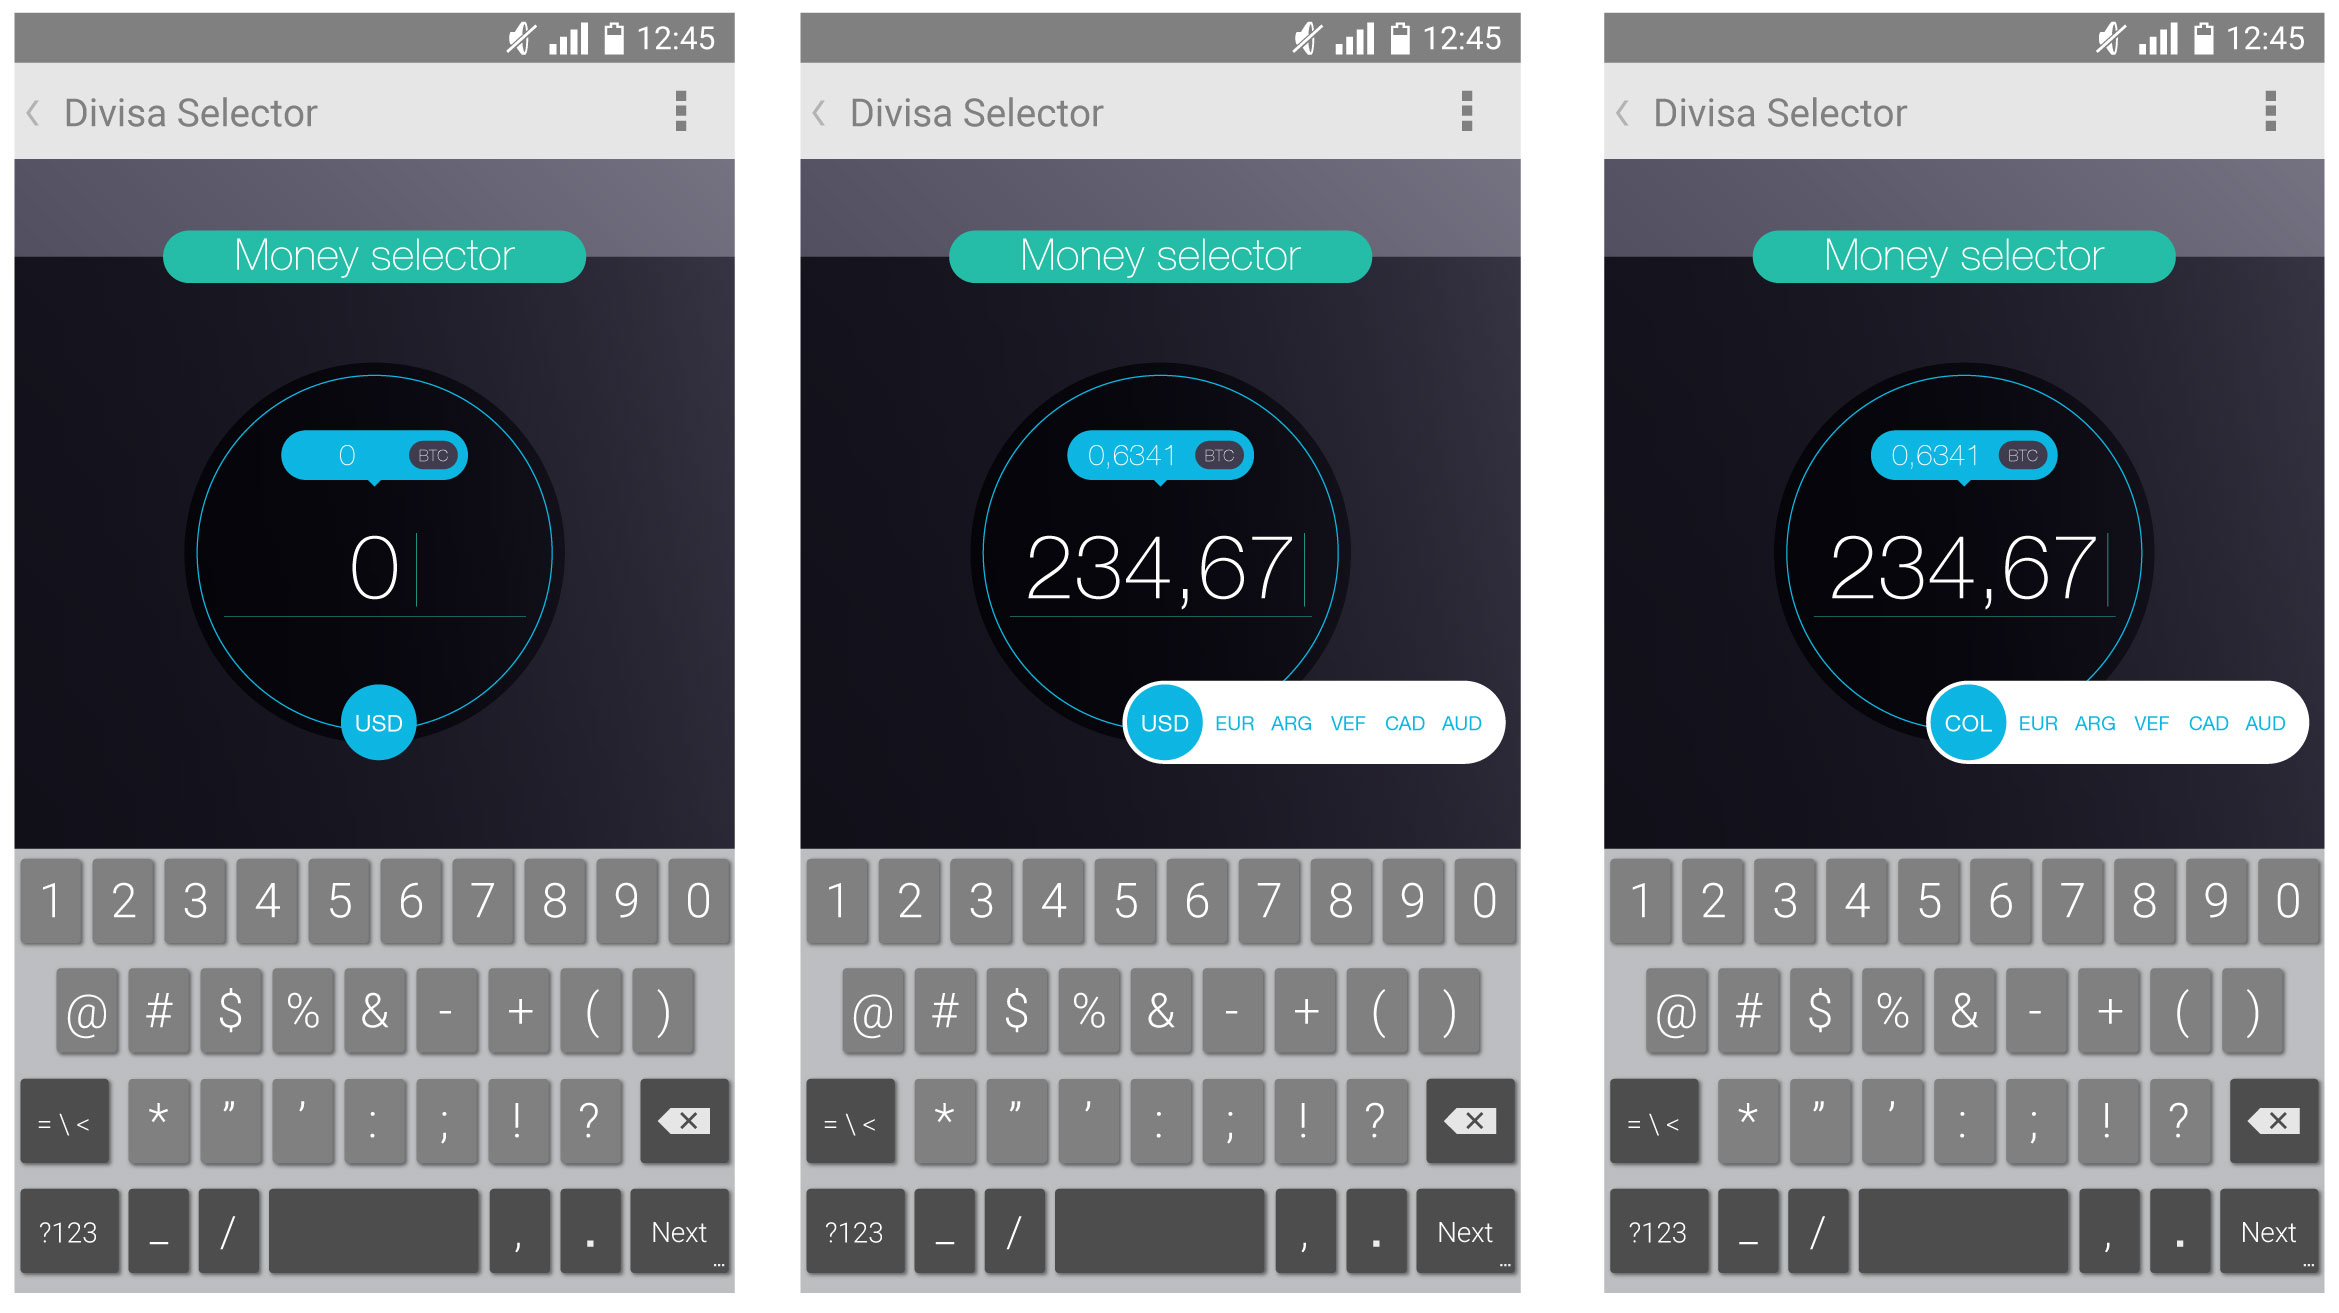 12:45
Divisa Selector
Money selector
0 BTC
0
USD
1 2 3 4 5 6 7 8 9 0
@ # $ % & - + ( )
= \ < * ” ’ : ; ! ?
?123 _ / , . Next
...
12:45
Divisa Selector
Money selector
0,6341 BTC
234,67
USD EUR ARG VEF CAD AUD
1 2 3 4 5 6 7 8 9 0
@ # $ % & - + ( )
= \ < * ” ’ : ; ! ?
?123 _ / , . Next
...
12:45
Divisa Selector
Money selector
0,6341 BTC
234,67
COL EUR ARG VEF CAD AUD
1 2 3 4 5 6 7 8 9 0
@ # $ % & - + ( )
= \ < * ” ’ : ; ! ?
?123 _ / , . Next
...